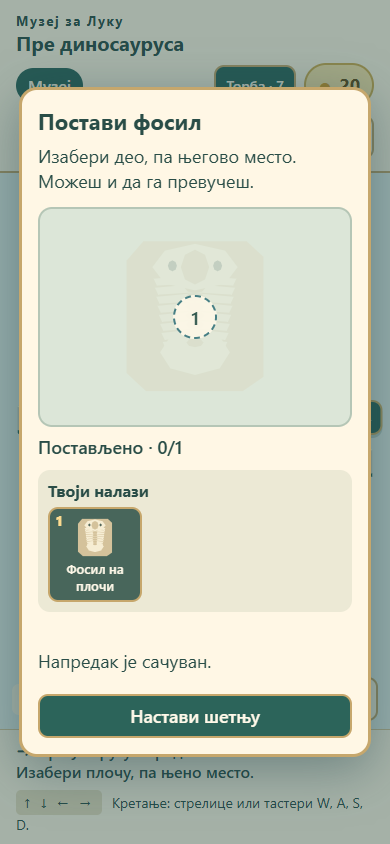 Музеј за Луку
Пре диносауруса
Музеј
Торба · 7
20
Постави фосил
Изабери део, па његово место.
Можеш и да га превучеш.
1
Постављено · 0/1
Твоји налази
1
Фосил на
плочи
Напредак је сачуван.
Настави шетњу
Изабери плочу, па њено место.
↑ ↓ ← → Кретање: стрелице или тастери W, A, S,
D.